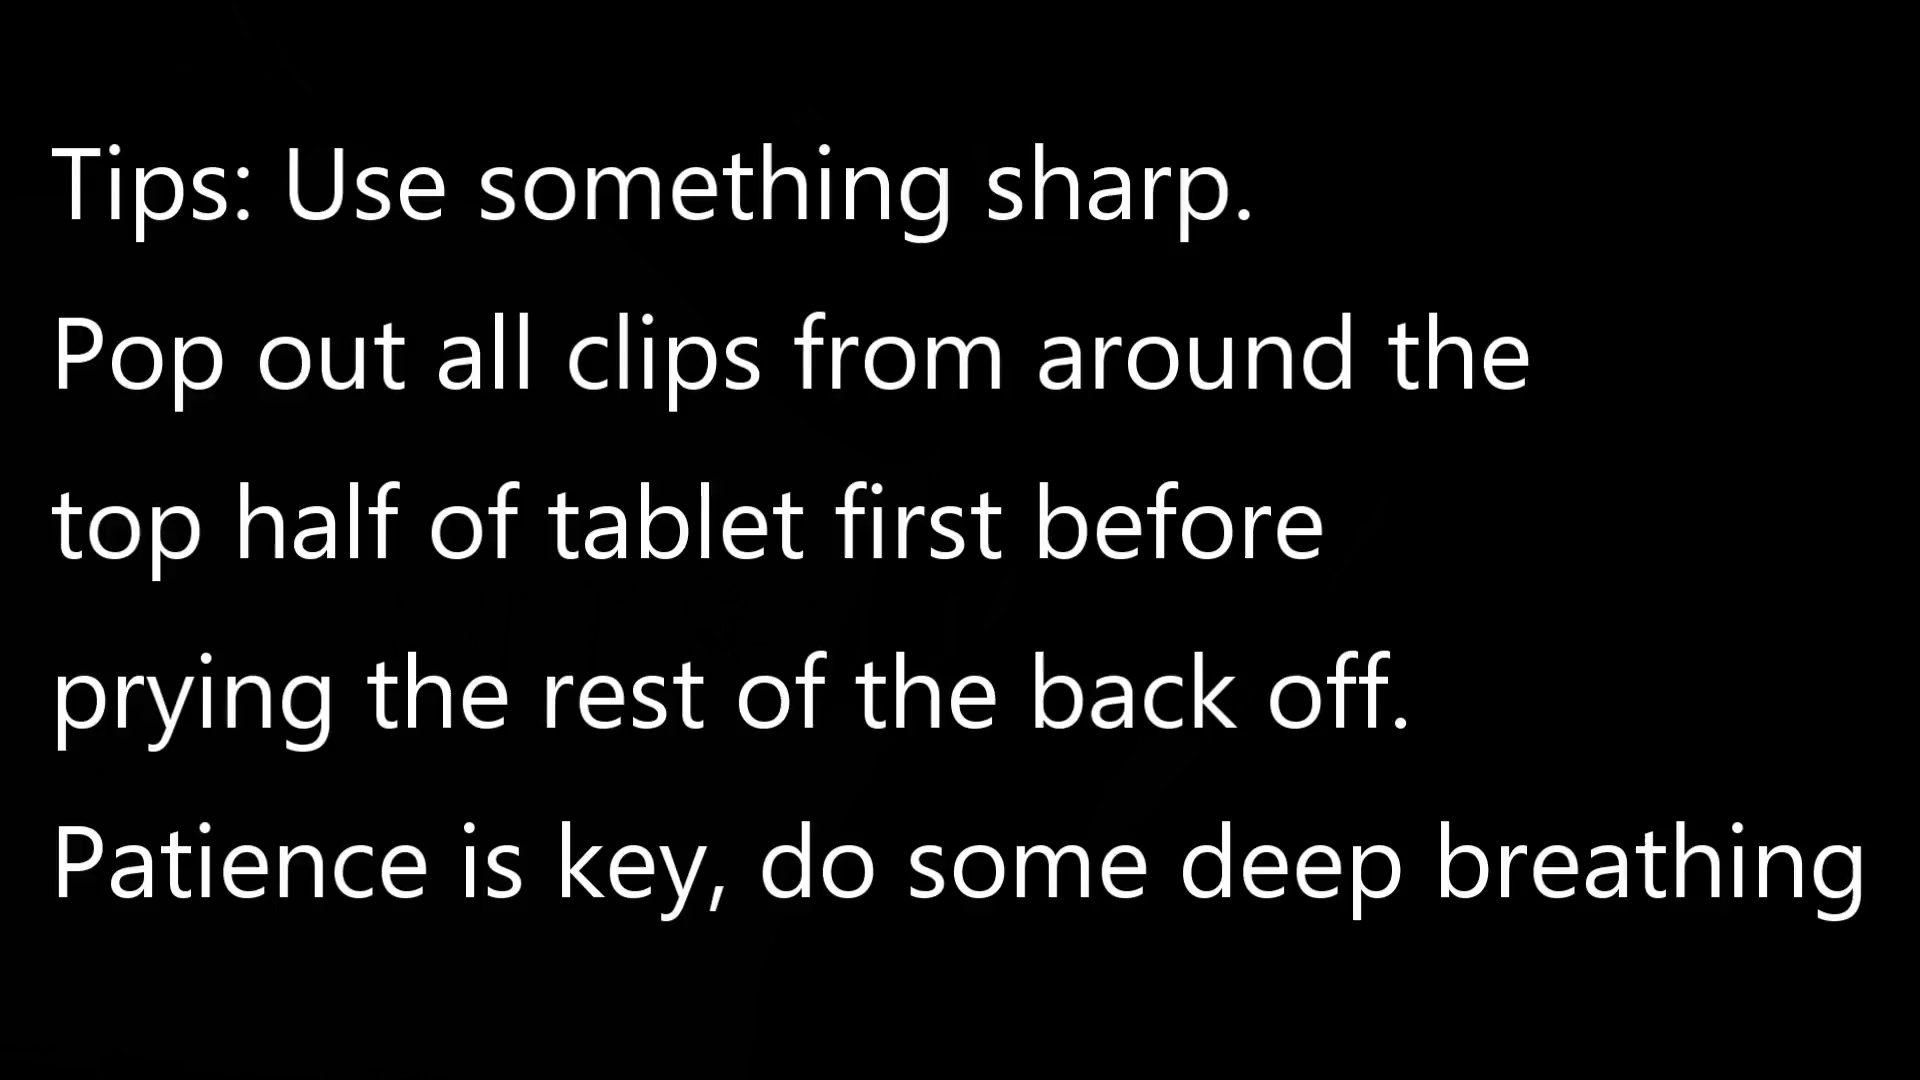 Tips: Use something sharp.
Pop out all clips from around the
top half of tablet first before
prying the rest of the back off.
Patience is key, do some deep breathing